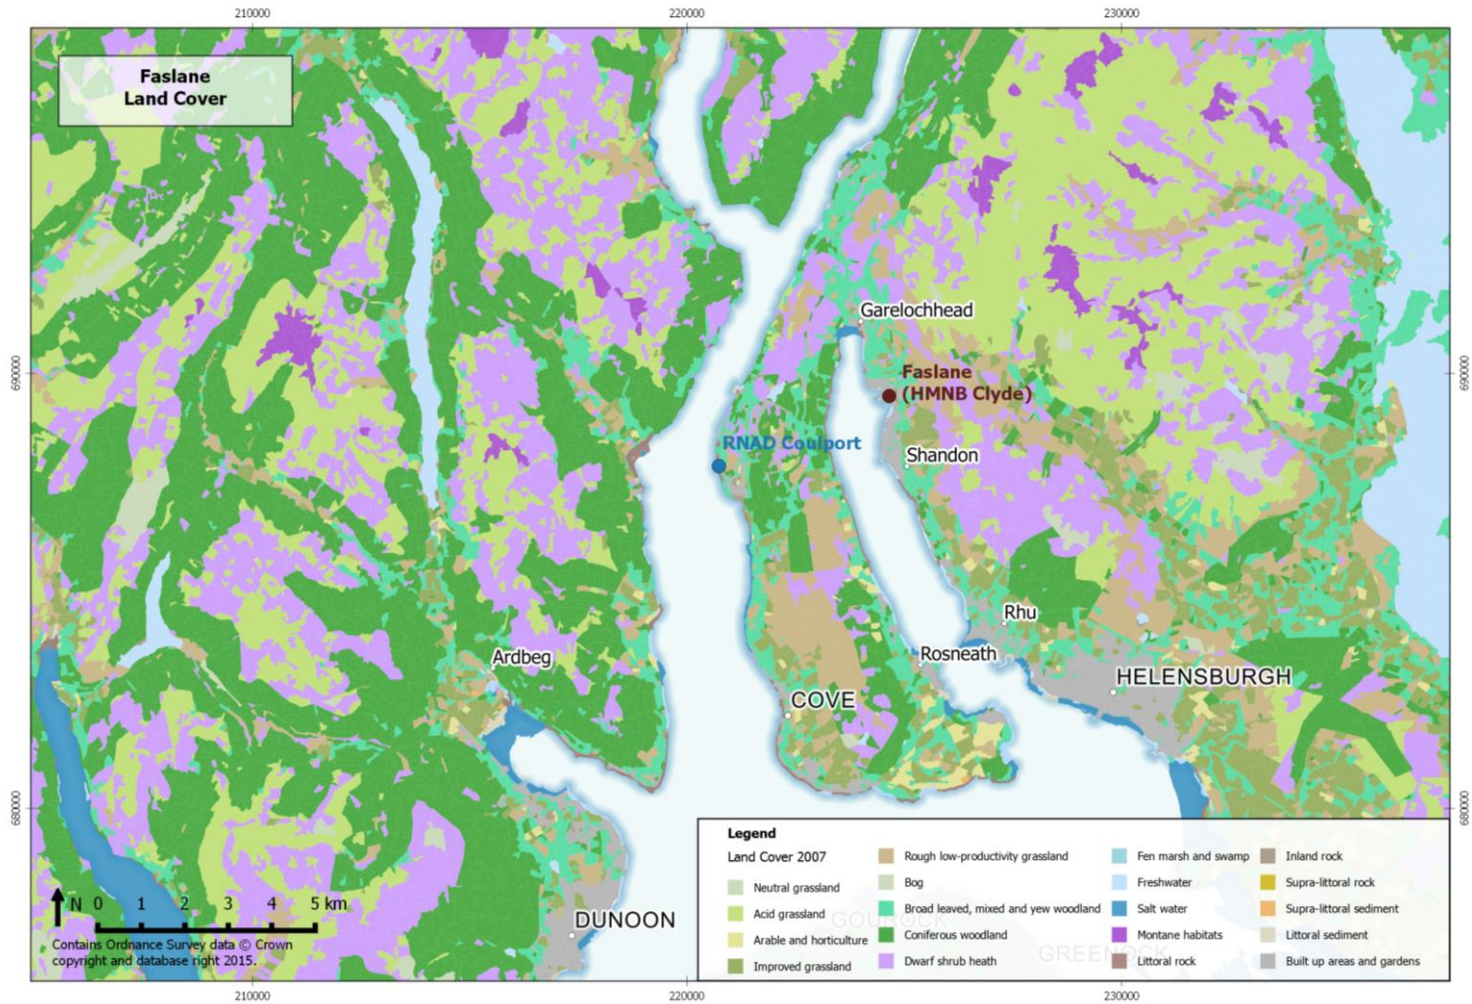 210000
220000
230000
Faslane
Land Cover
690000
690000
Garelochhead
Faslane
(HMNB Clyde)
RNAD Coulport
Shandon
Rhu
Rosneath
Ardbeg
HELENSBURGH
COVE
680000
680000
DUNOON
GOUROCK
GREENOCK
N 0 1 2 3 4 5 km
Contains Ordnance Survey data © Crown
copyright and database right 2015.
Legend
Land Cover 2007
Neutral grassland
Acid grassland
Arable and horticulture
Improved grassland
Rough low-productivity grassland
Bog
Broad leaved, mixed and yew woodland
Coniferous woodland
Dwarf shrub heath
Fen marsh and swamp
Freshwater
Salt water
Montane habitats
Littoral rock
Inland rock
Supra-littoral rock
Supra-littoral sediment
Littoral sediment
Built up areas and gardens
210000
220000
230000